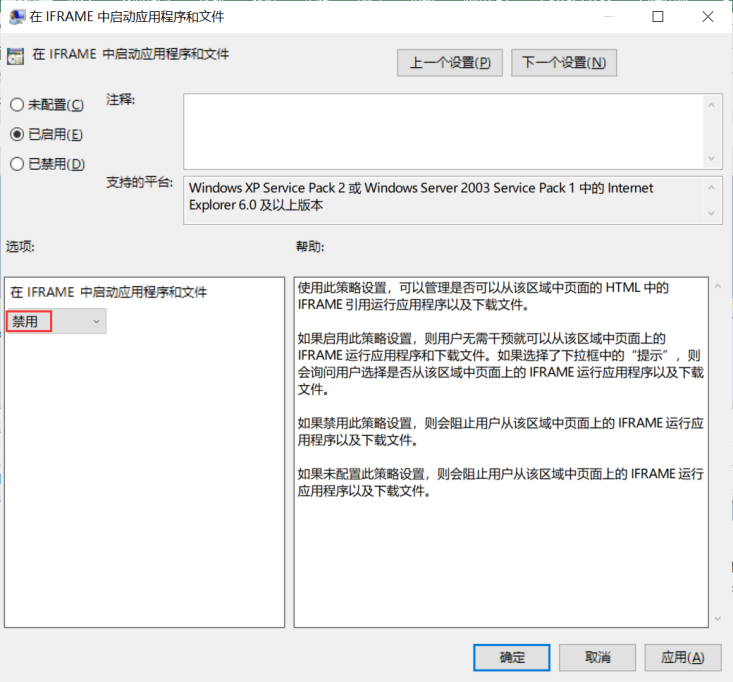 在 IFRAME 中启动应用程序和文件
在 IFRAME 中启动应用程序和文件
上一个设置(P)
下一个设置(N)
未配置(C)
注释:
已启用(E)
已禁用(D)
支持的平台:
Windows XP Service Pack 2 或 Windows Server 2003 Service Pack 1 中的 Internet
Explorer 6.0 及以上版本
选项:
帮助:
在 IFRAME 中启动应用程序和文件
禁用
使用此策略设置，可以管理是否可以从该区域中页面的 HTML 中的
IFRAME 引用运行应用程序以及下载文件。
如果启用此策略设置，则用户无需干预就可以从该区域中页面上的
IFRAME 运行应用程序和下载文件。如果选择了下拉框中的“提示”，则
会询问用户选择是否从该区域中页面上的 IFRAME 运行应用程序以及下载
文件。
如果禁用此策略设置，则会阻止用户从该区域中页面上的 IFRAME 运行应
用程序以及下载文件。
如果未配置此策略设置，则会阻止用户从该区域中页面上的 IFRAME 运行
应用程序以及下载文件。
确定
取消
应用(A)